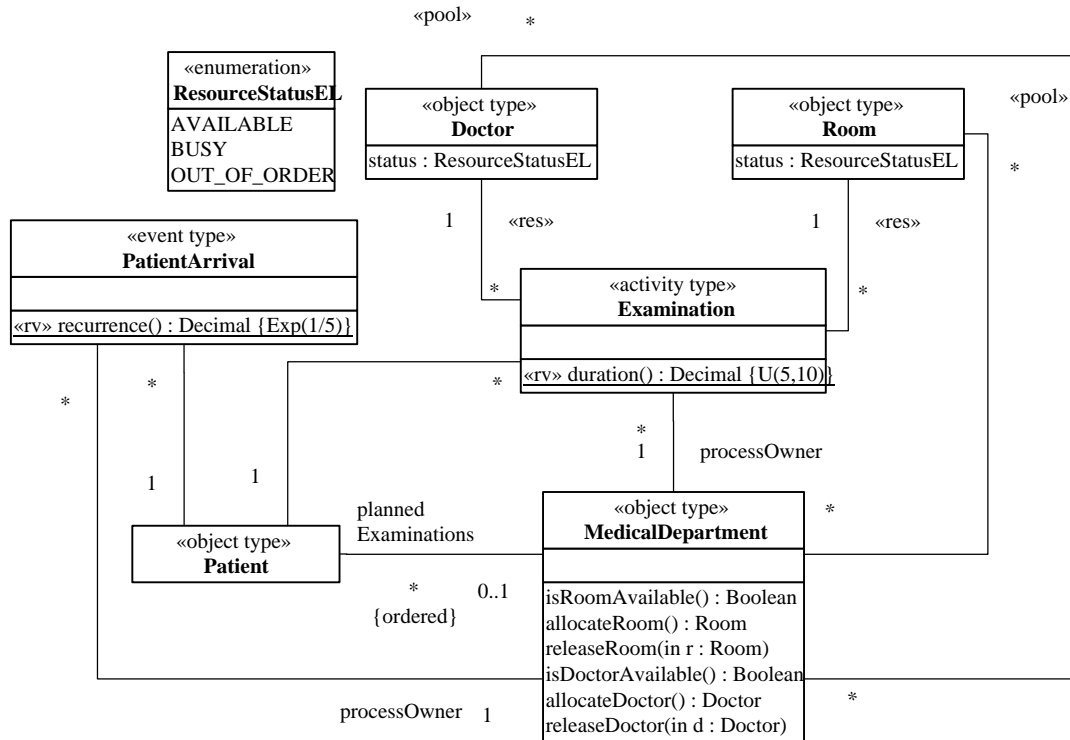 «pool»
*
«enumeration»
ResourceStatusEL
AVAILABLE
BUSY
OUT_OF_ORDER
«object type»
Doctor
status : ResourceStatusEL
«object type»
Room
status : ResourceStatusEL
«pool»
*
1
«res»
1
«res»
«event type»
PatientArrival
«rv» recurrence() : Decimal {Exp(1/5)}
*
*
«activity type»
Examination
«rv» duration() : Decimal {U(5,10)}
*
*
*
*
1
processOwner
1
1
planned
Examinations
«object type»
MedicalDepartment
*
«object type»
Patient
*
0..1
{ordered}
isRoomAvailable() : Boolean
allocateRoom() : Room
releaseRoom(in r : Room)
isDoctorAvailable() : Boolean
allocateDoctor() : Doctor
releaseDoctor(in d : Doctor)
*
processOwner
1